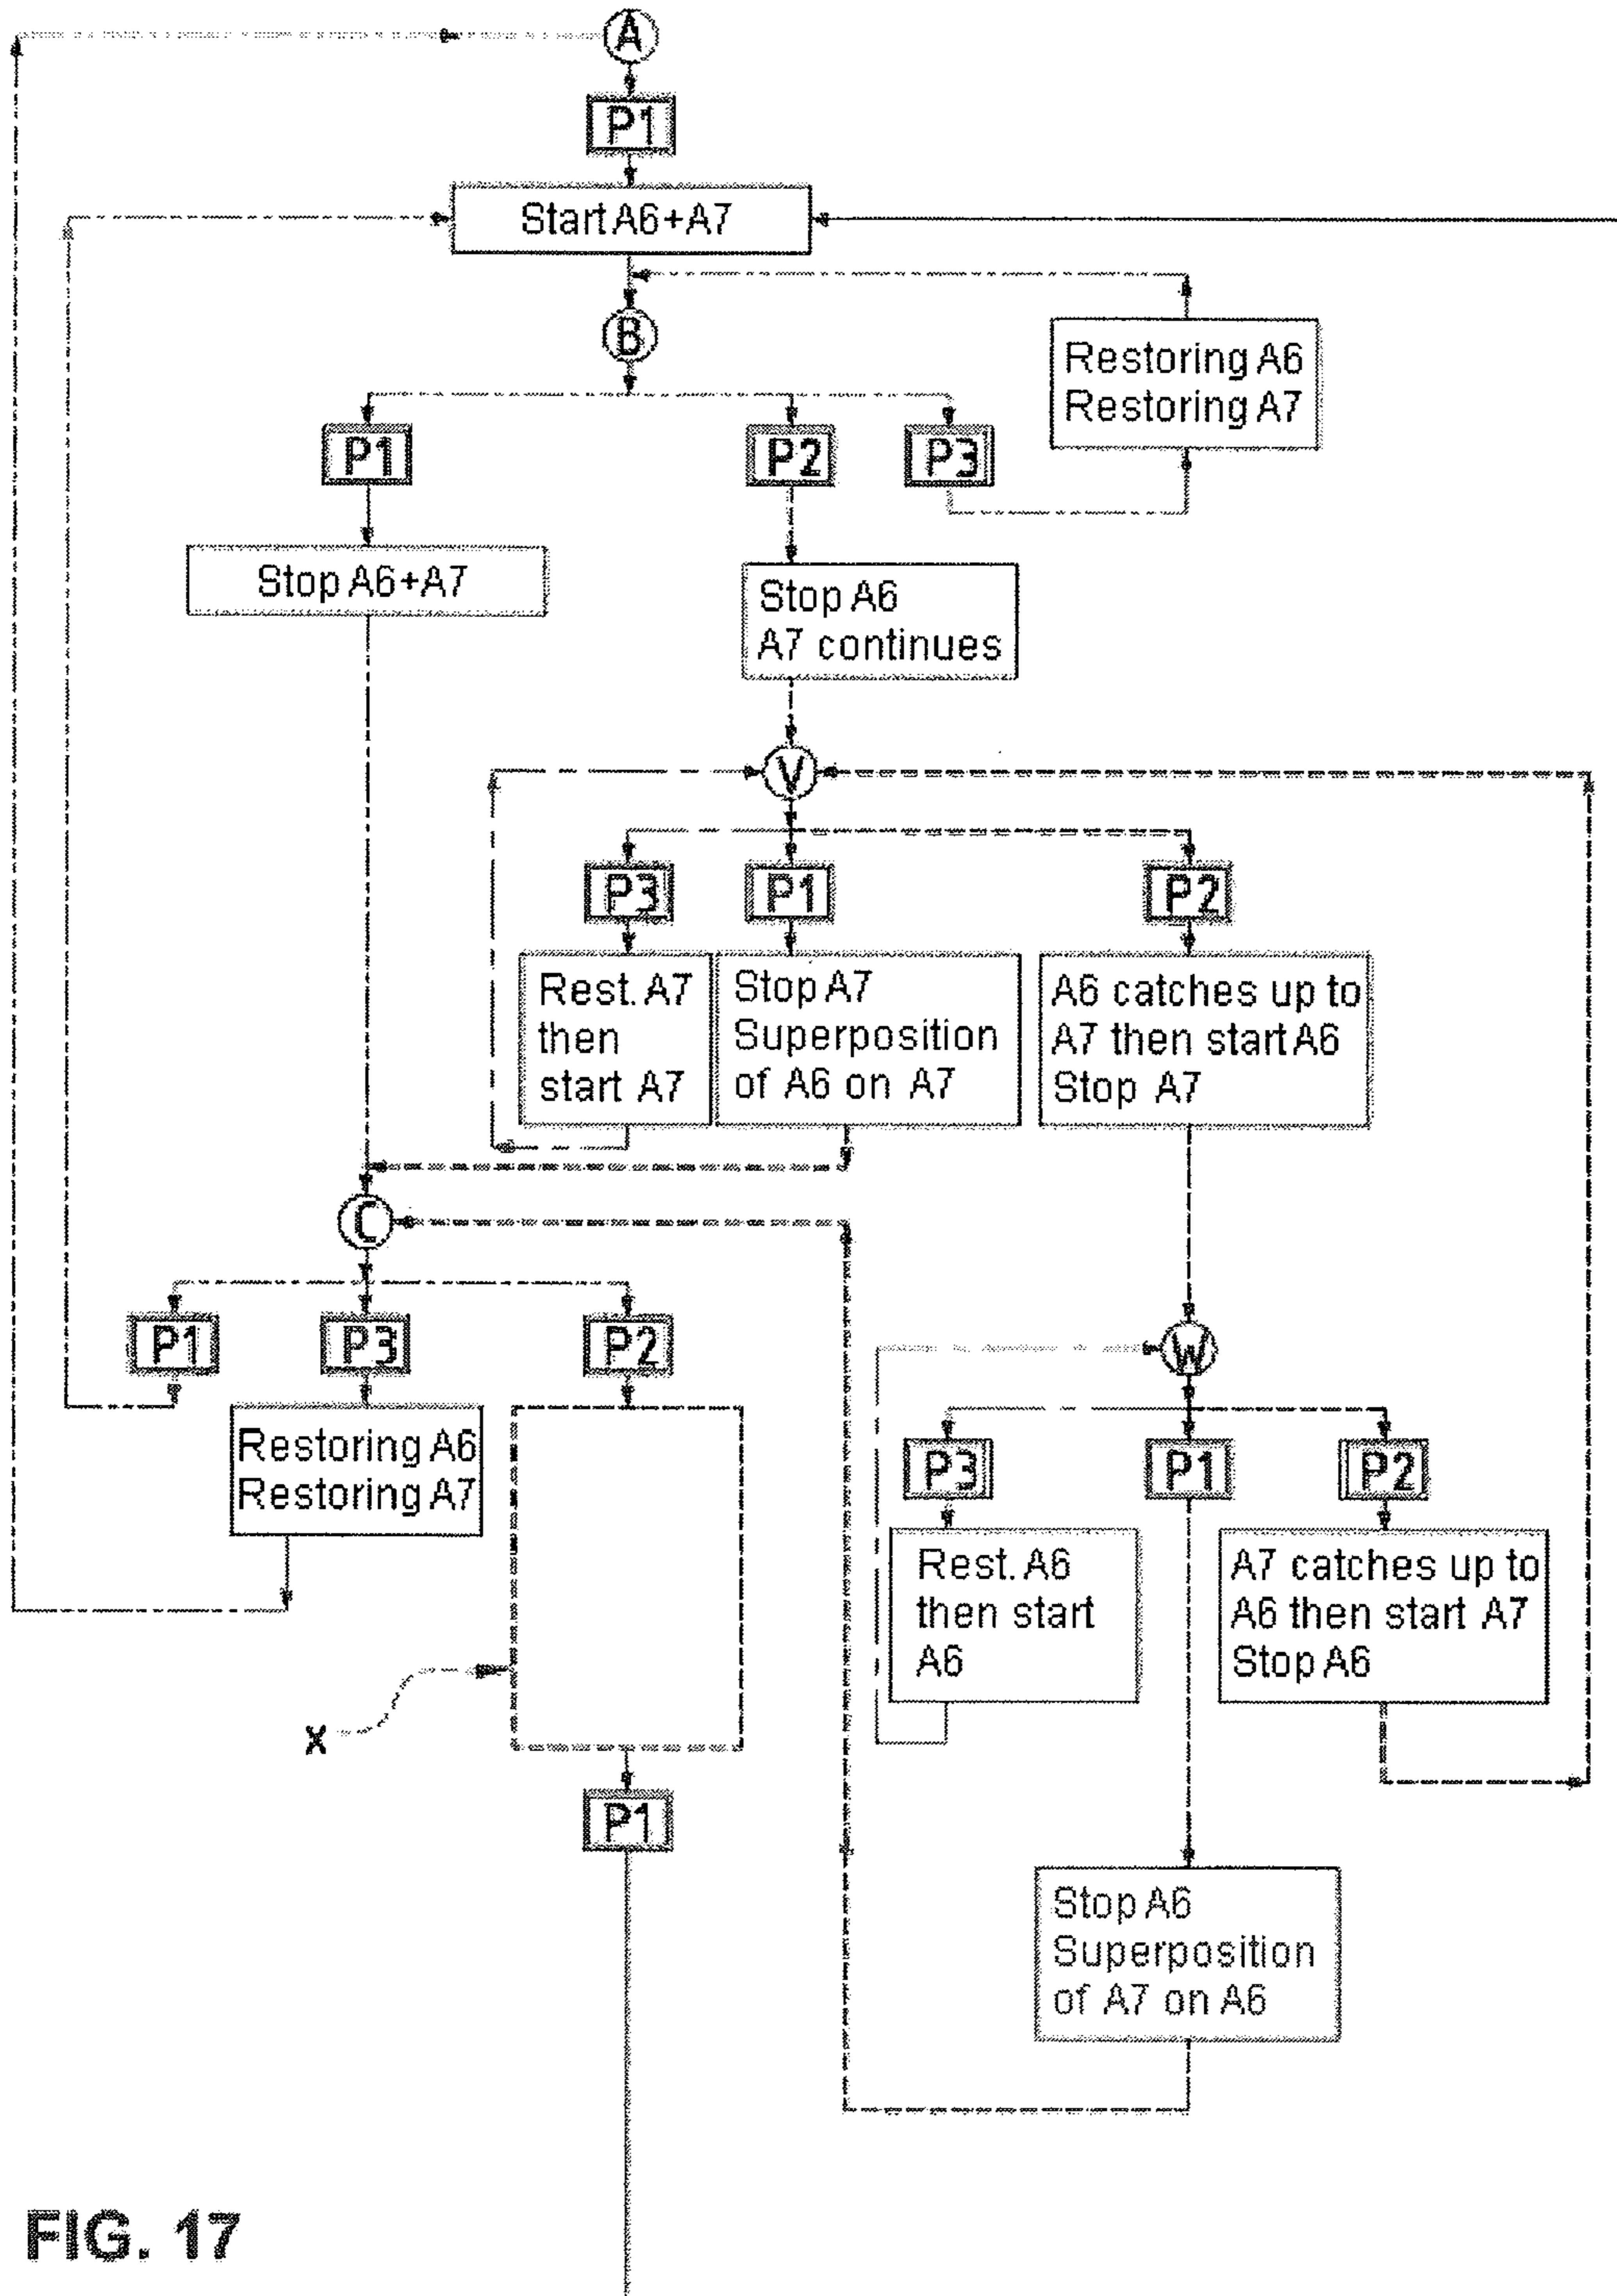 A
P1
Start A6+A7
B
Restoring A6
Restoring A7
P1
P2
P3
Stop A6+A7
Stop A6
A7 continues
V
P3
P1
P2
Rest. A7
then
start A7
Stop A7
Superposition
of A6 on A7
A6 catches up to
A7 then start A6
Stop A7
C
P1
P3
P2
W
Restoring A6
Restoring A7
P3
P1
P2
Rest. A6
then start
A6
A7 catches up to
A6 then start A7
Stop A6
X
P1
Stop A6
Superposition
of A7 on A6
FIG. 17